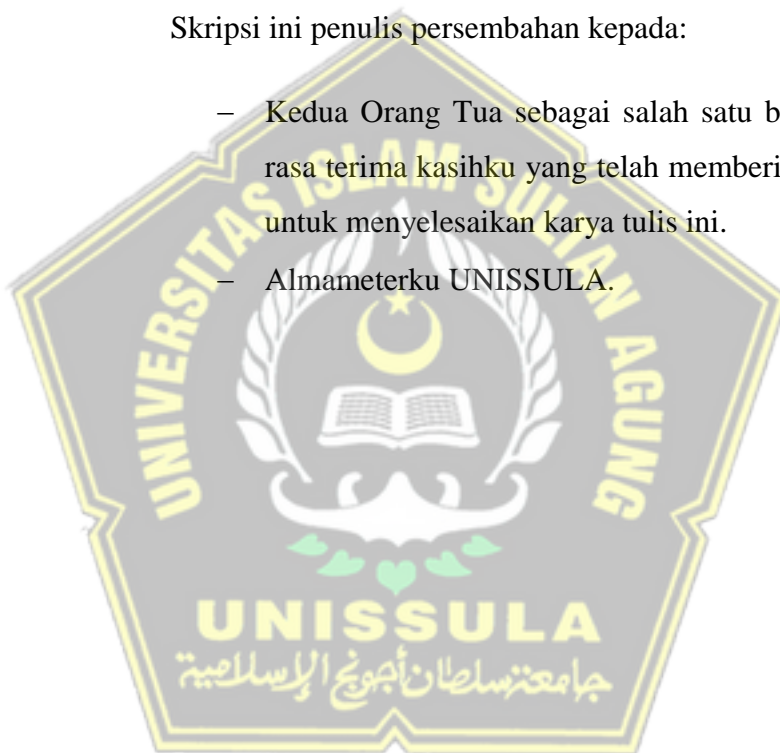 Skripsi ini penulis persembahan kepada:
– Kedua Orang Tua sebagai salah satu b
rasa terima kasihku yang telah memberi
untuk menyelesaikan karya tulis ini.
– Almameterku UNISSULA.
UNIVERSITAS ISLAM SULTAN AGUNG
UNISSULA
جامعة سلطان أجونج الإسلامية